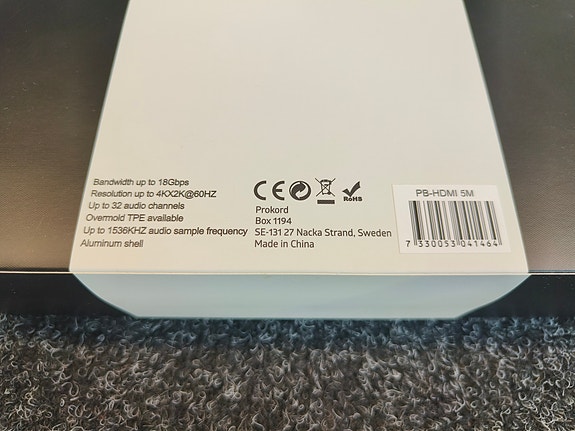 Bandwidth up to 18Gbps
Resolution up to 4KX2K@60HZ
Up to 32 audio channels
Overmold TPE available
Up to 1536KHZ audio sample frequency
Aluminum shell
CE
RoHS
Prokord
Box 1194
SE-131 27 Nacka Strand, Sweden
Made in China
PB-HDMI 5M
7 330053 041464